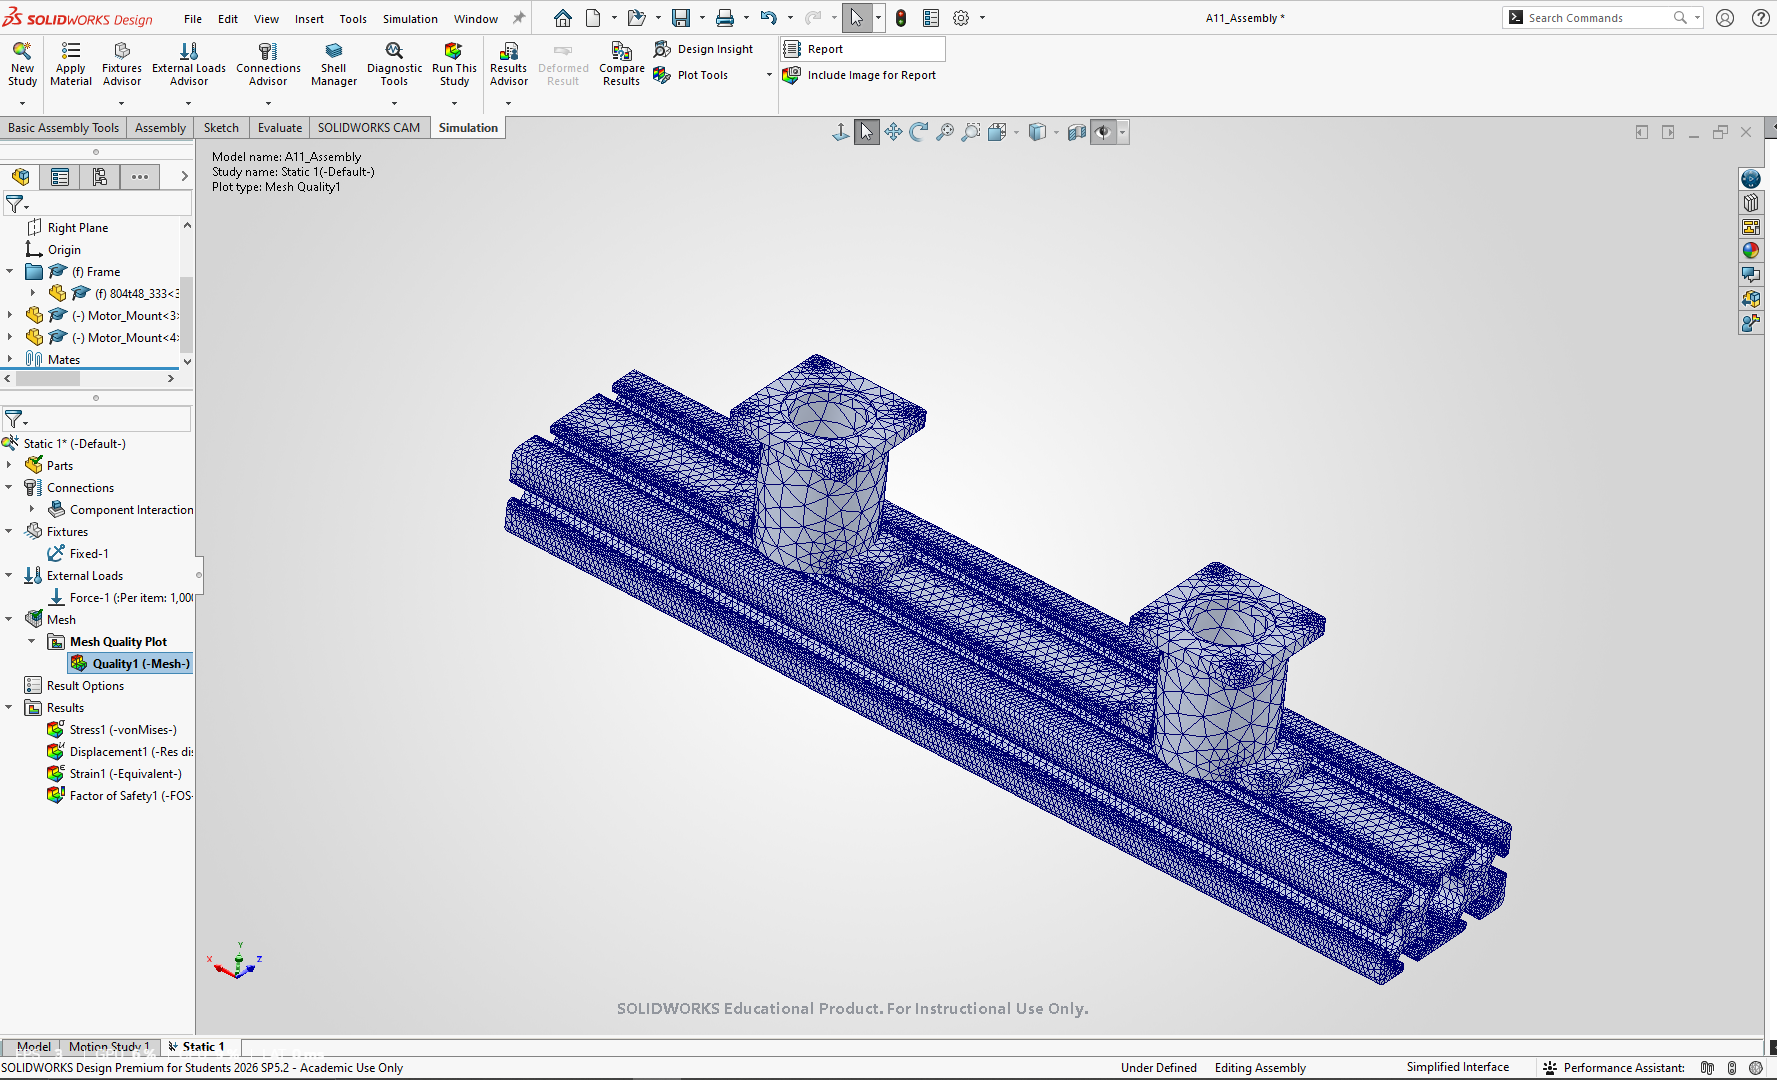 SOLIDWORKS Design
File Edit View Insert Tools Simulation Window
A11_Assembly *
Search Commands
New Study
Apply Material
Fixtures Advisor
External Loads Advisor
Connections Advisor
Shell Manager
Diagnostic Tools
Run This Study
Results Advisor
Deformed Result
Compare Results
Design Insight
Plot Tools
Report
Include Image for Report
Basic Assembly Tools Assembly Sketch Evaluate SOLIDWORKS CAM Simulation
Model name: A11_Assembly
Study name: Static 1(-Default-)
Plot type: Mesh Quality1
Right Plane
Origin
(f) Frame
(f) 804t48_333<3
(-) Motor_Mount<3>
(-) Motor_Mount<4>
Mates
Static 1* (-Default-)
Parts
Connections
Component Interaction
Fixtures
Fixed-1
External Loads
Force-1 (:Per item: 1,000
Mesh
Mesh Quality Plot
Quality1 (-Mesh-)
Result Options
Results
Stress1 (-vonMises-)
Displacement1 (-Res dis
Strain1 (-Equivalent-)
Factor of Safety1 (-FOS-
X Y Z
SOLIDWORKS Educational Product. For Instructional Use Only.
Model Motion Study 1 Static 1
SOLIDWORKS Design Premium for Students 2026 SP5.2 - Academic Use Only
Under Defined Editing Assembly Simplified Interface Performance Assistant: